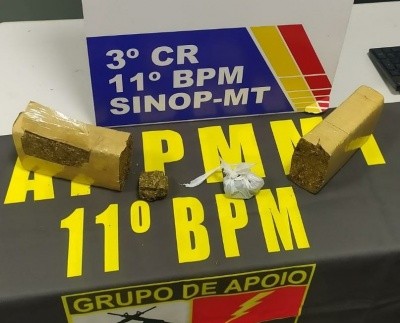 3º CR
11º BPM
SINOP-MT
11º BPM
GRUPO DE APOIO